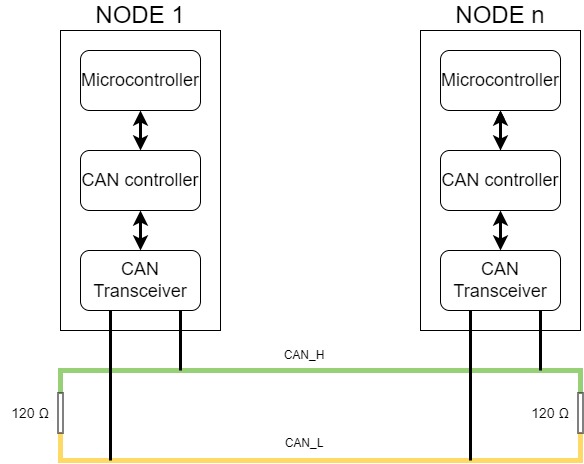 NODE 1
NODE n
Microcontroller
Microcontroller
CAN controller
CAN controller
CAN
Transceiver
CAN
Transceiver
CAN_H
120 Ω
120 Ω
CAN_L